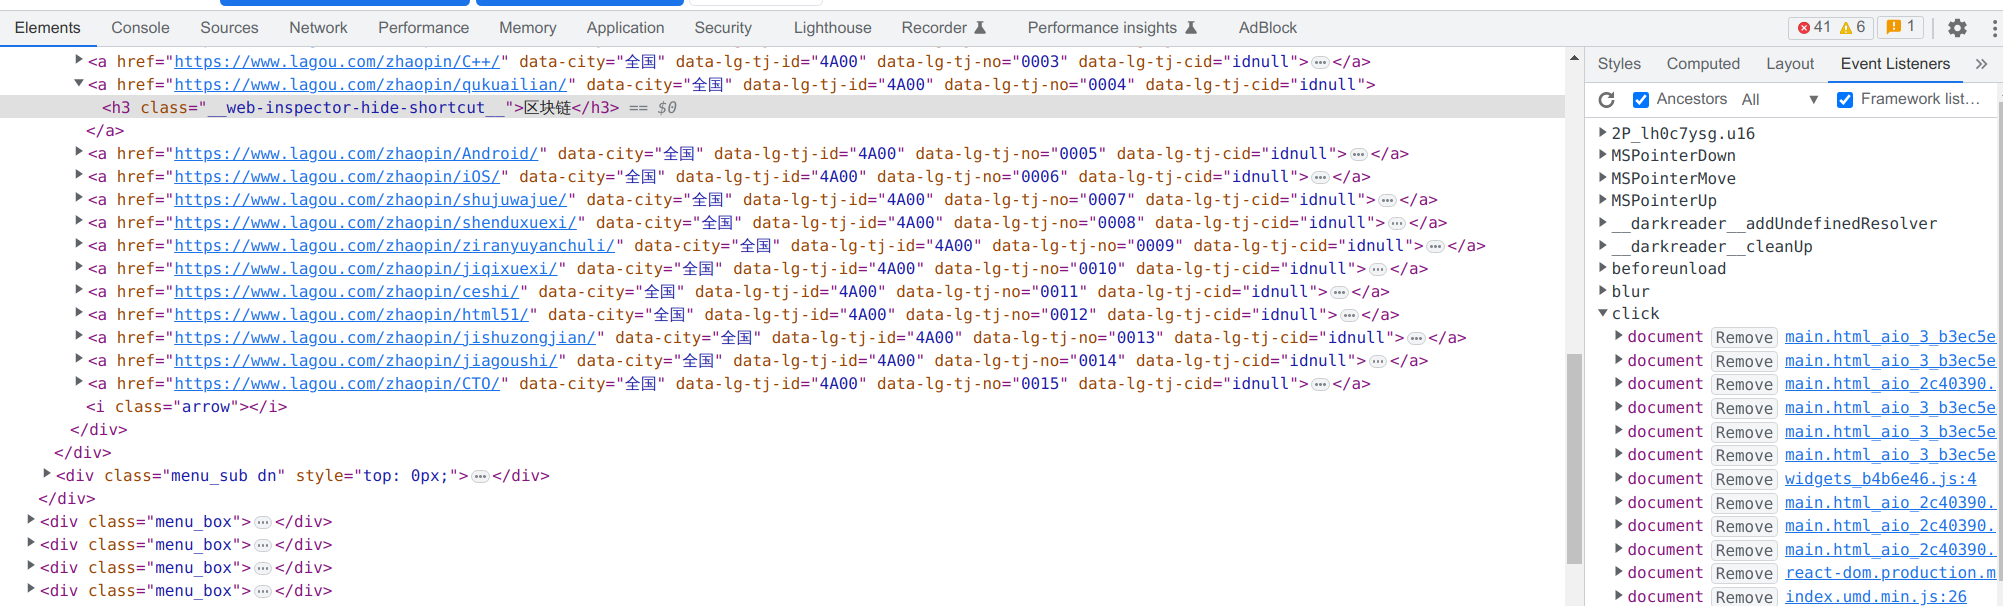 Elements Console Sources Network Performance Memory Application Security Lighthouse Recorder Performance insights AdBlock 41 6 1
<a href="https://www.lagou.com/zhaopin/C++/" data-city="全国" data-lg-tj-id="4A00" data-lg-tj-no="0003" data-lg-tj-cid="idnull">…</a>
<a href="https://www.lagou.com/zhaopin/qukuailian/" data-city="全国" data-lg-tj-id="4A00" data-lg-tj-no="0004" data-lg-tj-cid="idnull">
<h3 class="__web-inspector-hide-shortcut__">区块链</h3> == $0
</a>
<a href="https://www.lagou.com/zhaopin/Android/" data-city="全国" data-lg-tj-id="4A00" data-lg-tj-no="0005" data-lg-tj-cid="idnull">…</a>
<a href="https://www.lagou.com/zhaopin/iOS/" data-city="全国" data-lg-tj-id="4A00" data-lg-tj-no="0006" data-lg-tj-cid="idnull">…</a>
<a href="https://www.lagou.com/zhaopin/shujuwajue/" data-city="全国" data-lg-tj-id="4A00" data-lg-tj-no="0007" data-lg-tj-cid="idnull">…</a>
<a href="https://www.lagou.com/zhaopin/shenduxuexi/" data-city="全国" data-lg-tj-id="4A00" data-lg-tj-no="0008" data-lg-tj-cid="idnull">…</a>
<a href="https://www.lagou.com/zhaopin/ziranyuyanchuli/" data-city="全国" data-lg-tj-id="4A00" data-lg-tj-no="0009" data-lg-tj-cid="idnull">…</a>
<a href="https://www.lagou.com/zhaopin/jiqixuexi/" data-city="全国" data-lg-tj-id="4A00" data-lg-tj-no="0010" data-lg-tj-cid="idnull">…</a>
<a href="https://www.lagou.com/zhaopin/ceshi/" data-city="全国" data-lg-tj-id="4A00" data-lg-tj-no="0011" data-lg-tj-cid="idnull">…</a>
<a href="https://www.lagou.com/zhaopin/html51/" data-city="全国" data-lg-tj-id="4A00" data-lg-tj-no="0012" data-lg-tj-cid="idnull">…</a>
<a href="https://www.lagou.com/zhaopin/jishuzongjian/" data-city="全国" data-lg-tj-id="4A00" data-lg-tj-no="0013" data-lg-tj-cid="idnull">…</a>
<a href="https://www.lagou.com/zhaopin/jiagoushi/" data-city="全国" data-lg-tj-id="4A00" data-lg-tj-no="0014" data-lg-tj-cid="idnull">…</a>
<a href="https://www.lagou.com/zhaopin/CTO/" data-city="全国" data-lg-tj-id="4A00" data-lg-tj-no="0015" data-lg-tj-cid="idnull">…</a>
<i class="arrow"></i>
</div>
</div>
<div class="menu_sub dn" style="top: 0px;">…</div>
</div>
<div class="menu_box">…</div>
<div class="menu_box">…</div>
<div class="menu_box">…</div>
<div class="menu_box">…</div>
Styles Computed Layout Event Listeners »
Ancestors All Framework list…
2P_lh0c7ysg.u16
MSPointerDown
MSPointerMove
MSPointerUp
__darkreader__addUndefinedResolver
__darkreader__cleanUp
beforeunload
blur
click
document Remove main.html_aio_3_b3ec5e
document Remove main.html_aio_3_b3ec5e
document Remove main.html_aio_2c40390.
document Remove main.html_aio_3_b3ec5e
document Remove main.html_aio_3_b3ec5e
document Remove main.html_aio_3_b3ec5e
document Remove widgets_b4b6e46.js:4
document Remove main.html_aio_2c40390.
document Remove main.html_aio_2c40390.
document Remove main.html_aio_2c40390.
document Remove react-dom.production.m
document Remove index.umd.min.js:26